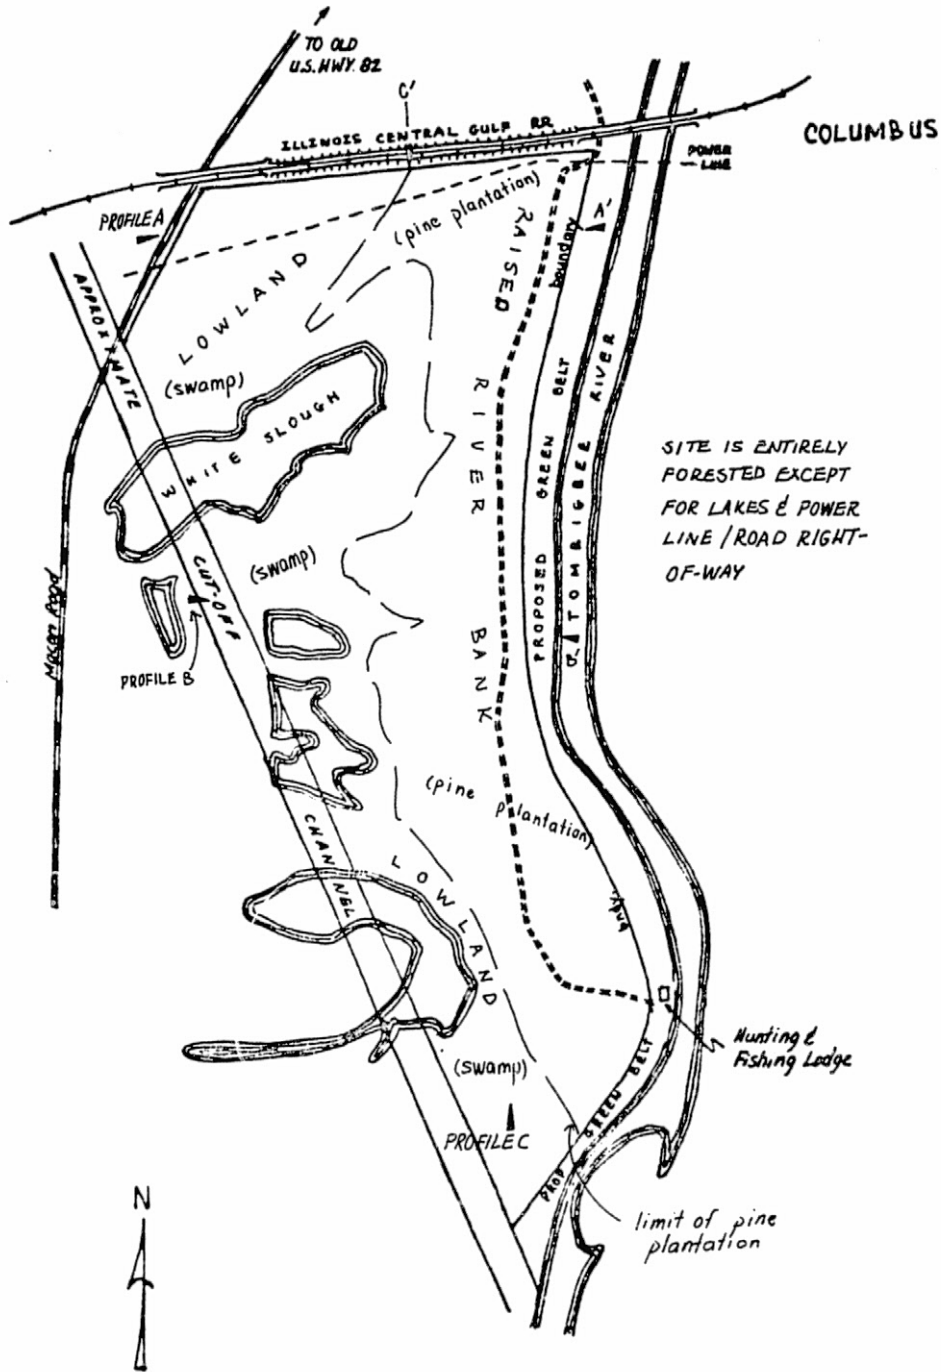 TO OLD
U.S. HWY. 82
C'
ILLINOIS CENTRAL GULF RR
COLUMBUS
POWER
LINE
PROFILE A
(pine plantation)
RAISED
A'
boundary
LOWLAND
APPROXIMATE
(swamp)
WHITE SLOUGH
RIVER
PROPOSED GREEN BELT
TOMBIGBEE RIVER
SITE IS ENTIRELY
FORESTED EXCEPT
FOR LAKES & POWER
LINE / ROAD RIGHT-
OF-WAY
CUT-OFF
(swamp)
BANK
PROFILE B
(pine plantation)
CHANNEL
LOWLAND
Hunting &
Fishing Lodge
(swamp)
PROFILE C
PROP GREEN BELT
N
limit of pine
plantation